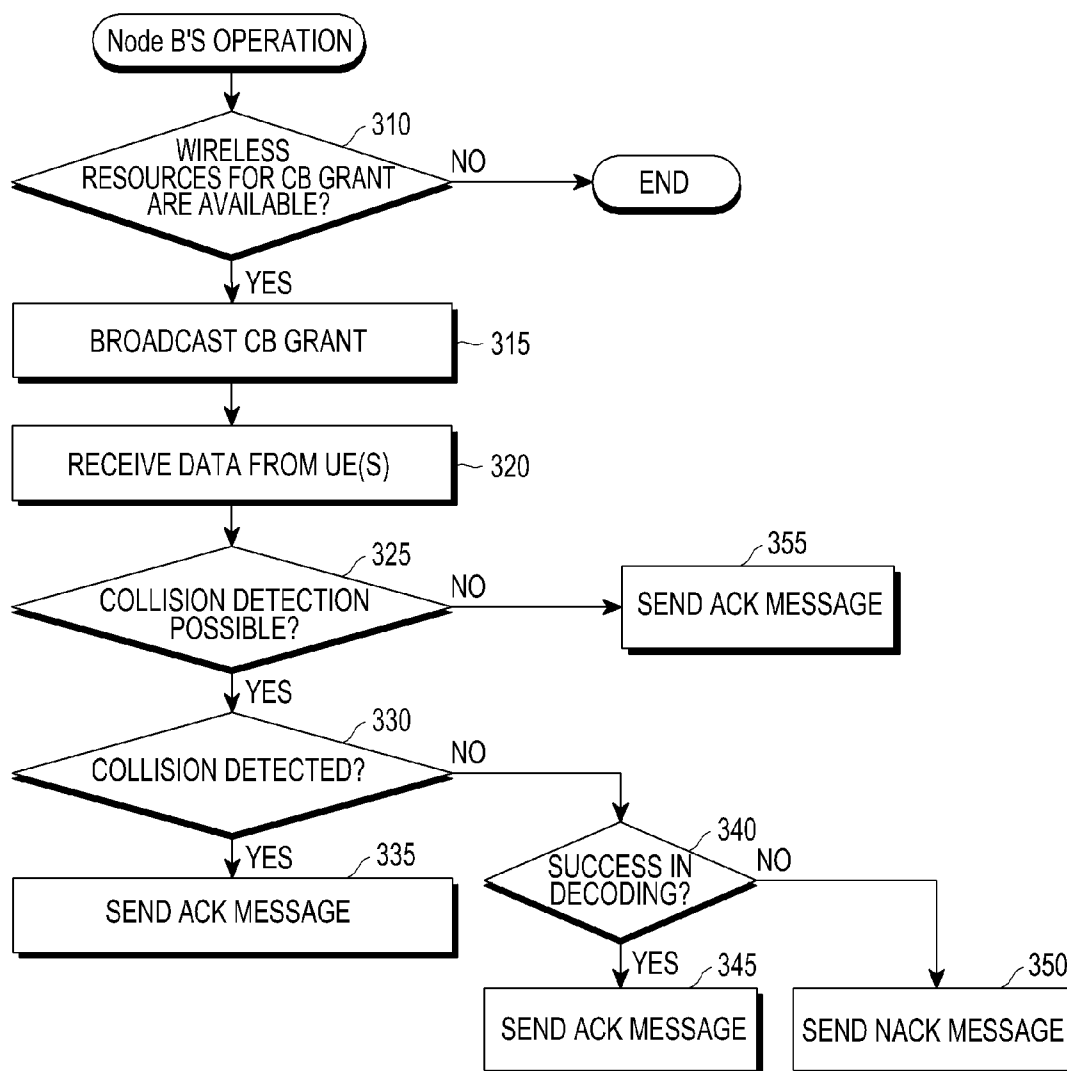 Node B'S OPERATION
310
WIRELESS
RESOURCES FOR CB GRANT
ARE AVAILABLE?
NO
END
YES
BROADCAST CB GRANT
315
RECEIVE DATA FROM UE(S)
320
325
COLLISION DETECTION
POSSIBLE?
NO
355
SEND ACK MESSAGE
YES
330
COLLISION DETECTED?
NO
YES
335
SEND ACK MESSAGE
340
SUCCESS IN
DECODING?
NO
YES
345
SEND ACK MESSAGE
350
SEND NACK MESSAGE